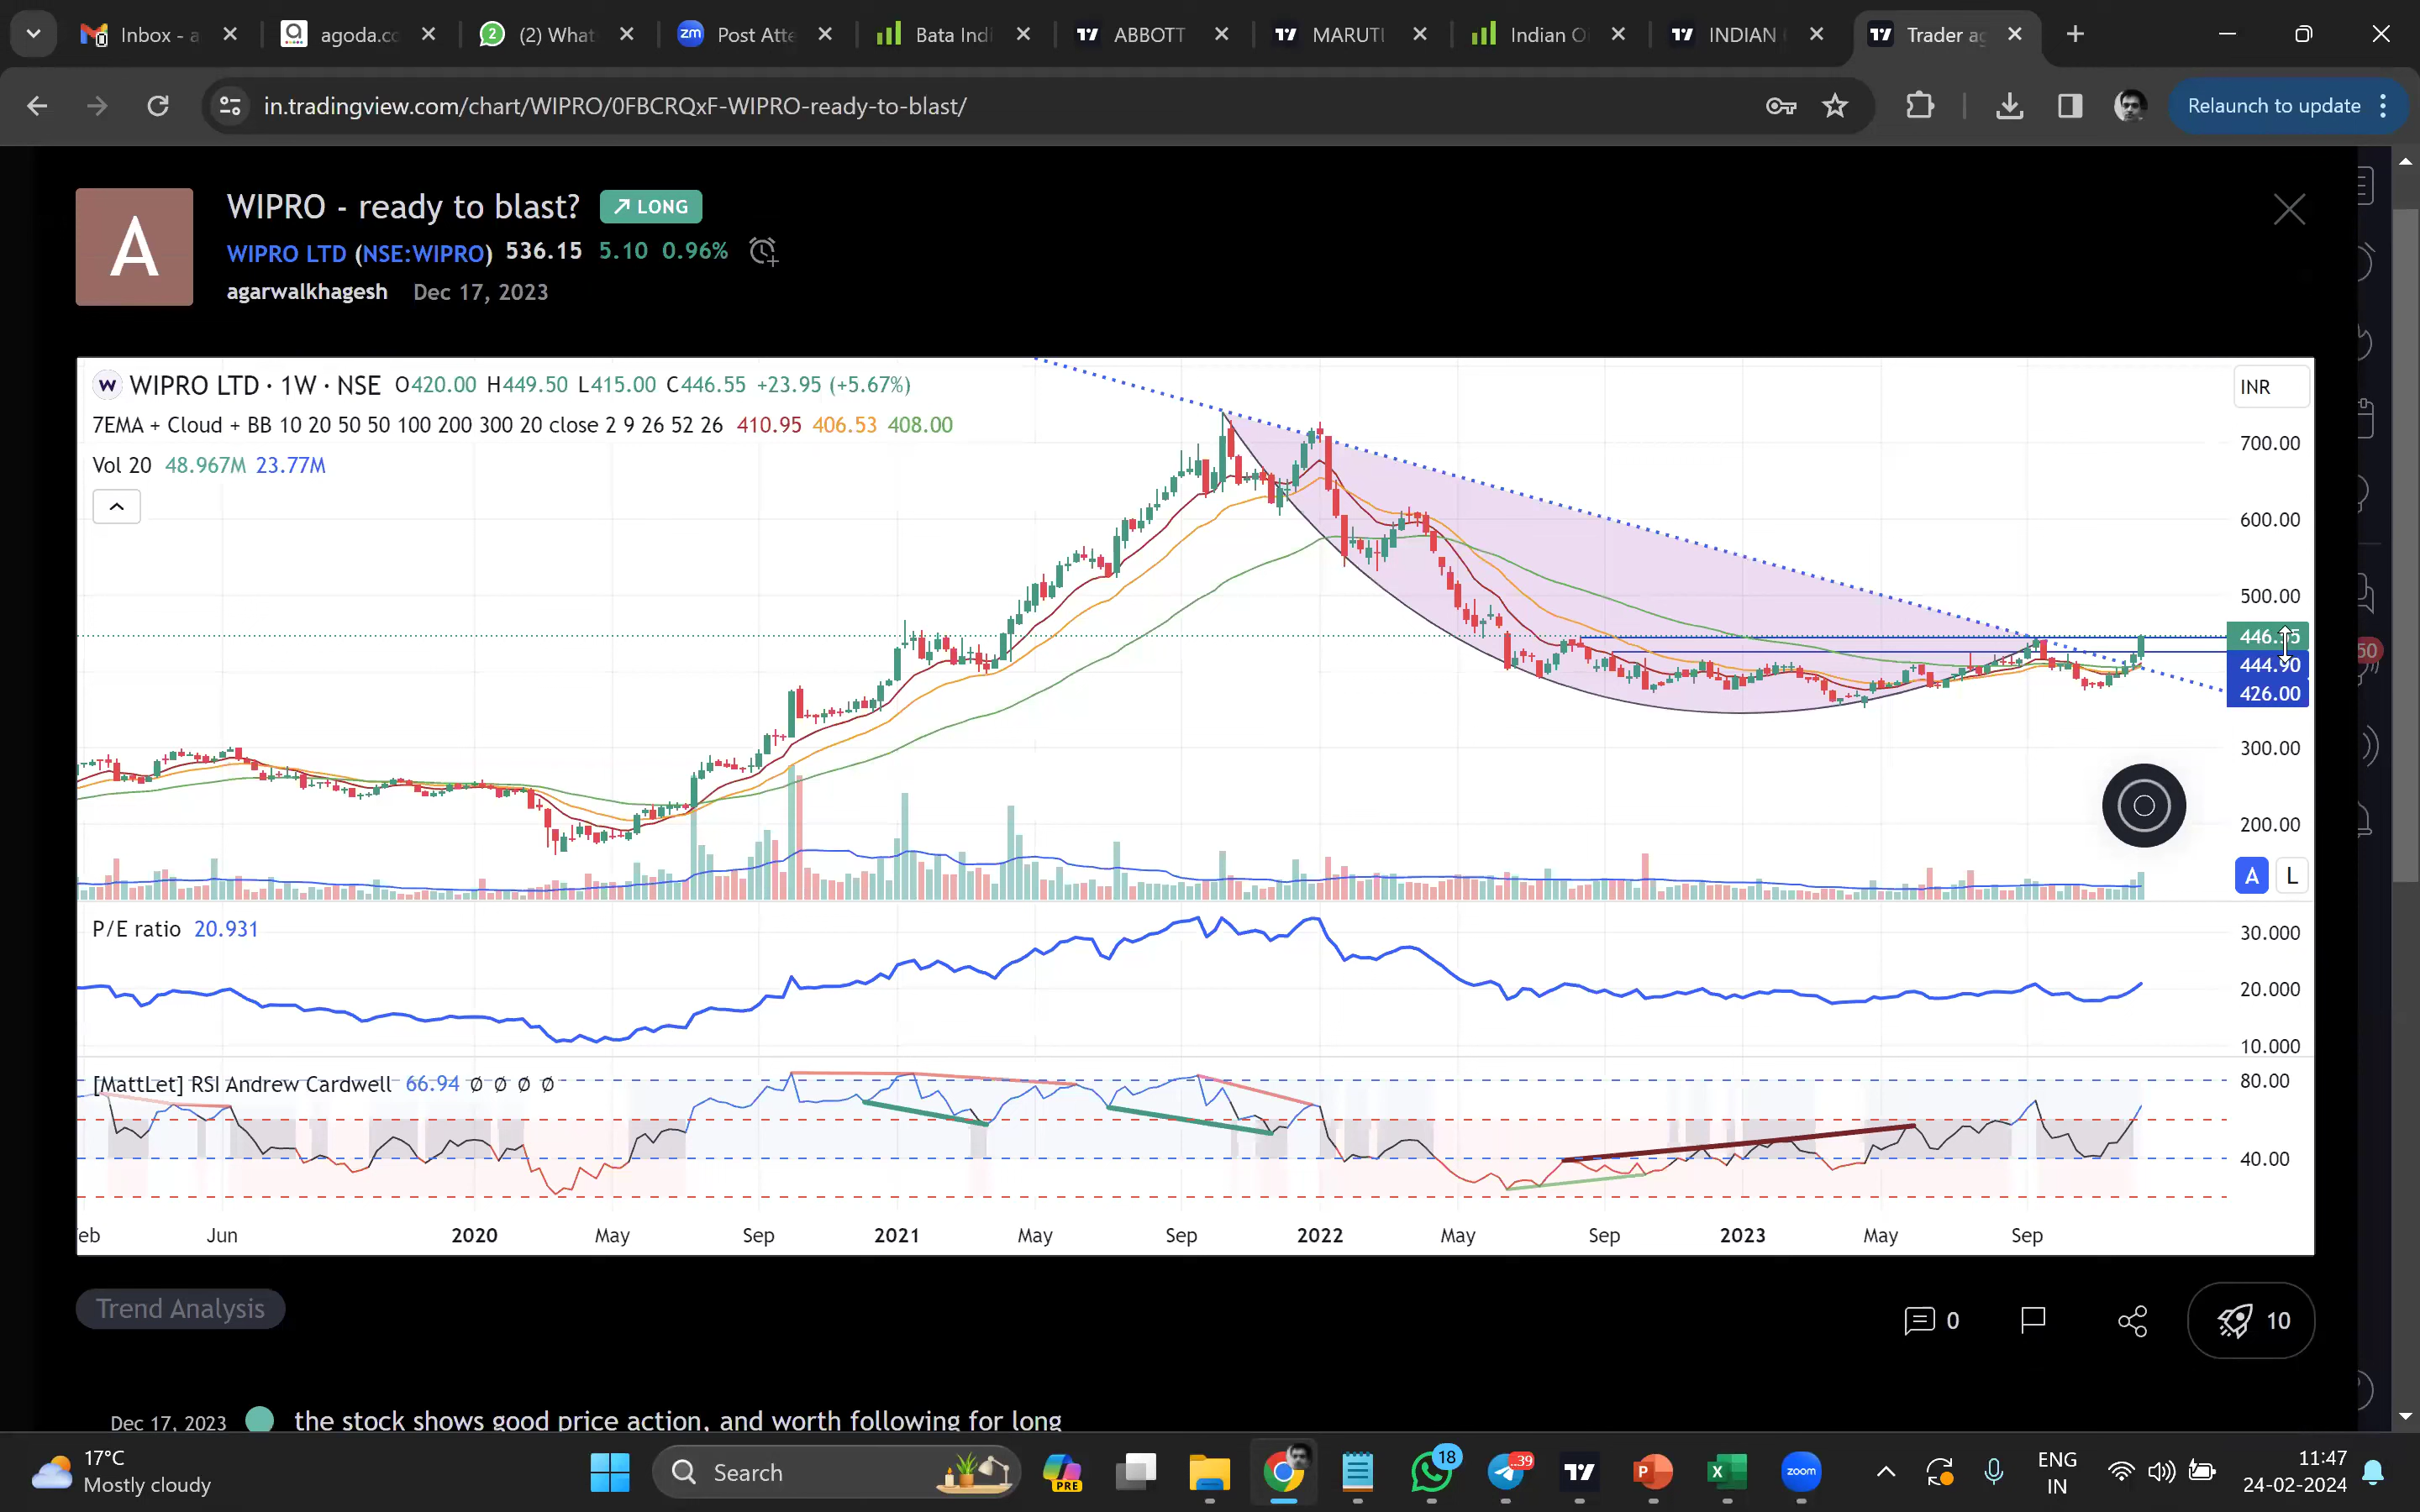 Inbox - a
agoda.co
(2) What
Post Atte
Bata Indi
ABBOTT
MARUTI
Indian O
INDIAN
Trader ag
in.tradingview.com/chart/WIPRO/0FBCRQxF-WIPRO-ready-to-blast/
Relaunch to update
A
WIPRO - ready to blast?
LONG
WIPRO LTD (NSE:WIPRO) 536.15 5.10 0.96%
agarwalkhagesh Dec 17, 2023
WIPRO LTD · 1W · NSE O420.00 H449.50 L415.00 C446.55 +23.95 (+5.67%)
INR
7EMA + Cloud + BB 10 20 50 50 100 200 300 20 close 2 9 26 52 26 410.95 406.53 408.00
Vol 20 48.967M 23.77M
700.00
600.00
500.00
444.90
426.00
300.00
200.00
A L
P/E ratio 20.931
30.000
20.000
10.000
[MattLet] RSI Andrew Cardwell 66.94 Ø Ø Ø Ø
80.00
40.00
eb Jun 2020 May Sep 2021 May Sep 2022 May Sep 2023 May Sep
50
Trend Analysis
0
10
Dec 17, 2023 the stock shows good price action, and worth following for long
17°C
Mostly cloudy
Search
PRE
18
..39
zoom
ENG
IN
11:47
24-02-2024